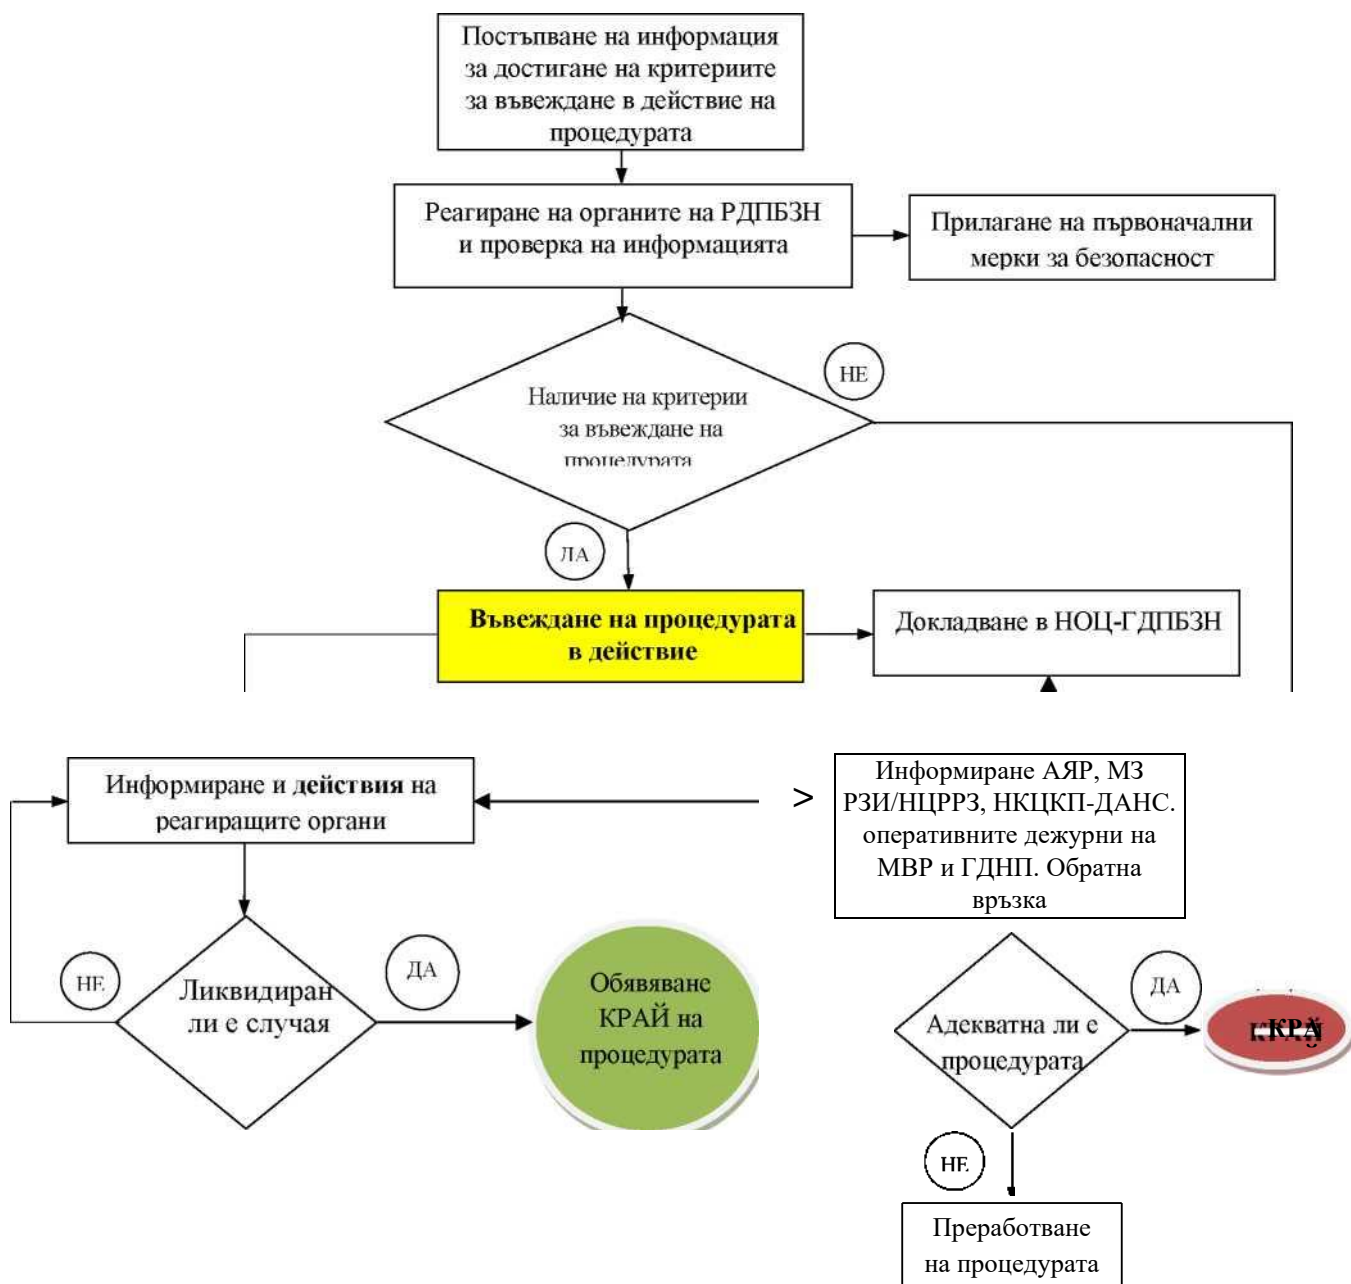 Постъпване на информация
за достигане на критериите
за въвеждане в действие на
процедурата
Реагиране на органите на РДПБЗН
и проверка на информацията
Прилагане на първоначални
мерки за безопасност
НЕ
Наличие на критерии
за въвеждане на
процедурата
ДА
Въвеждане на процедурата
в действие
Докладване в НОЦ-ГДПБЗН
Информиране и действия на
реагиращите органи
>
Информиране АЯР, МЗ
РЗИ/НЦРРЗ, НКЦКП-ДАНС.
оперативните дежурни на
МВР и ГДНП. Обратна
връзка
НЕ
Ликвидиран
ли е случая
ДА
Обявяване
КРАЙ на
процедурата
Адекватна ли е
процедурата
ДА
КРАЙ
НЕ
Преработване
на процедурата